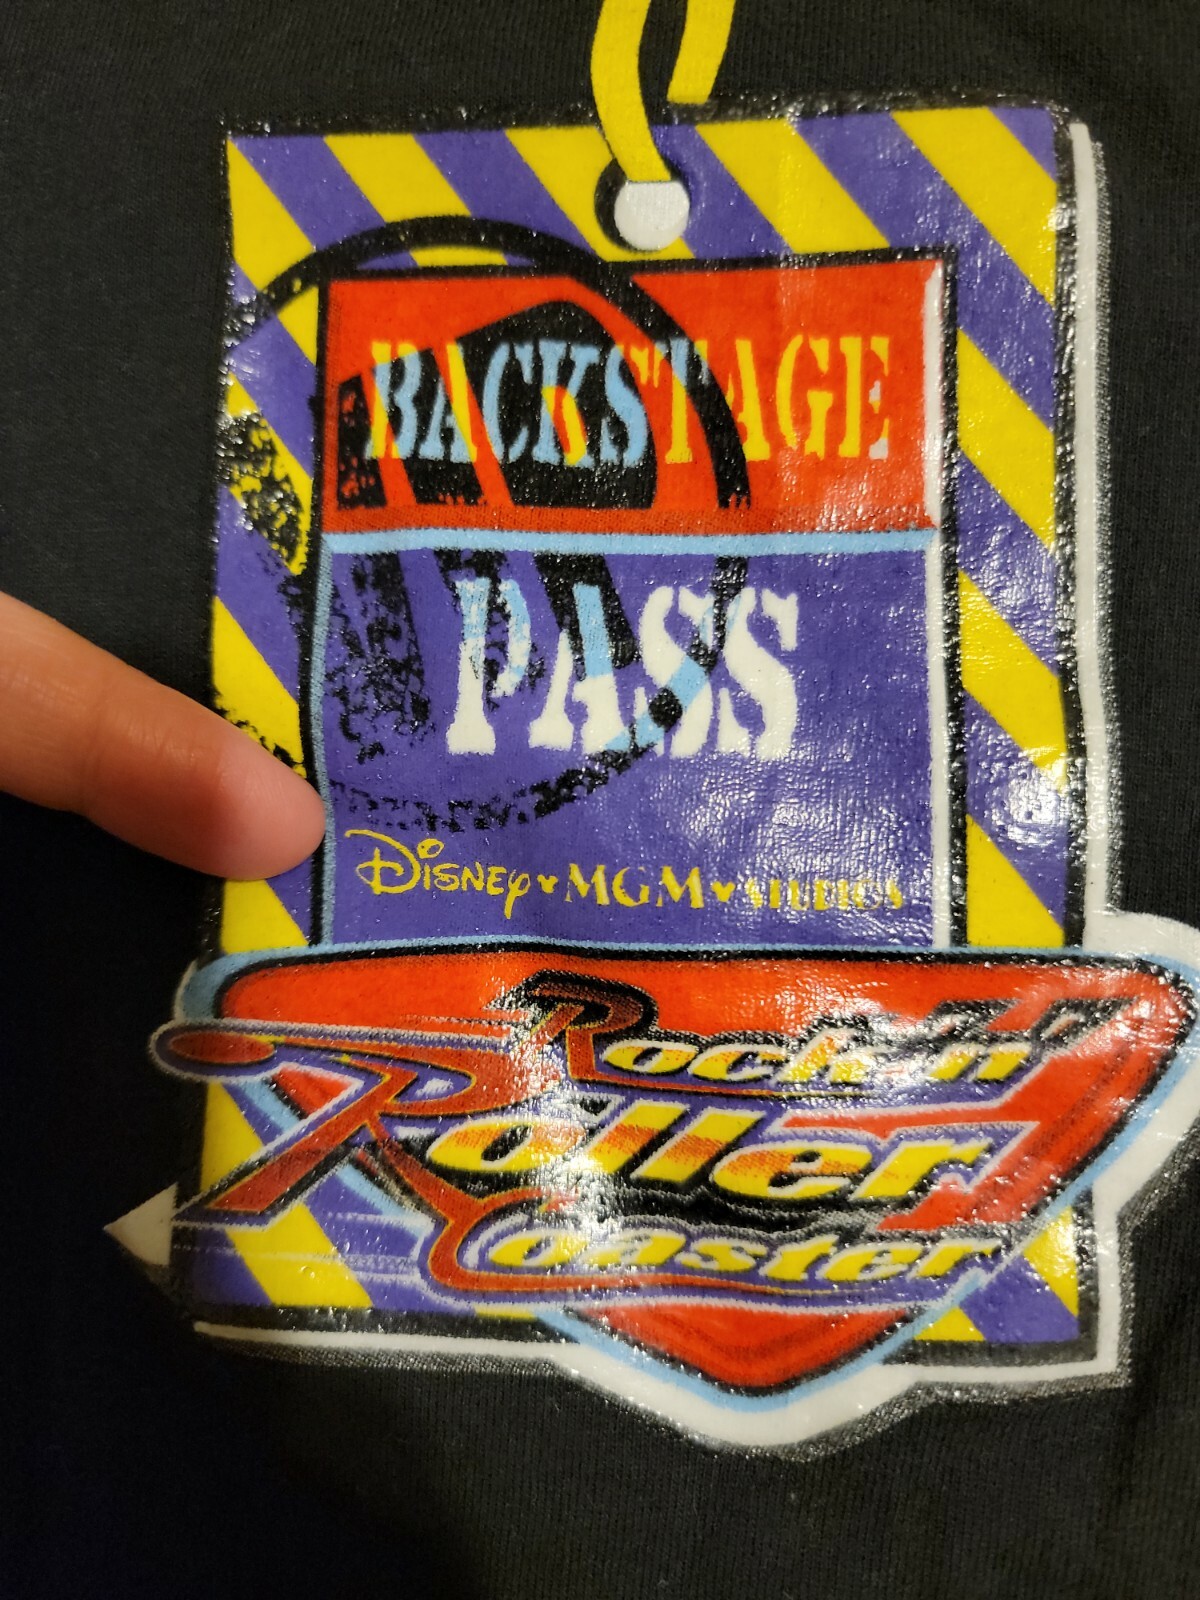 BACKSTAGE
PASS
Disney MGM STUDIOS
Rock 'n'
Roller
Coaster